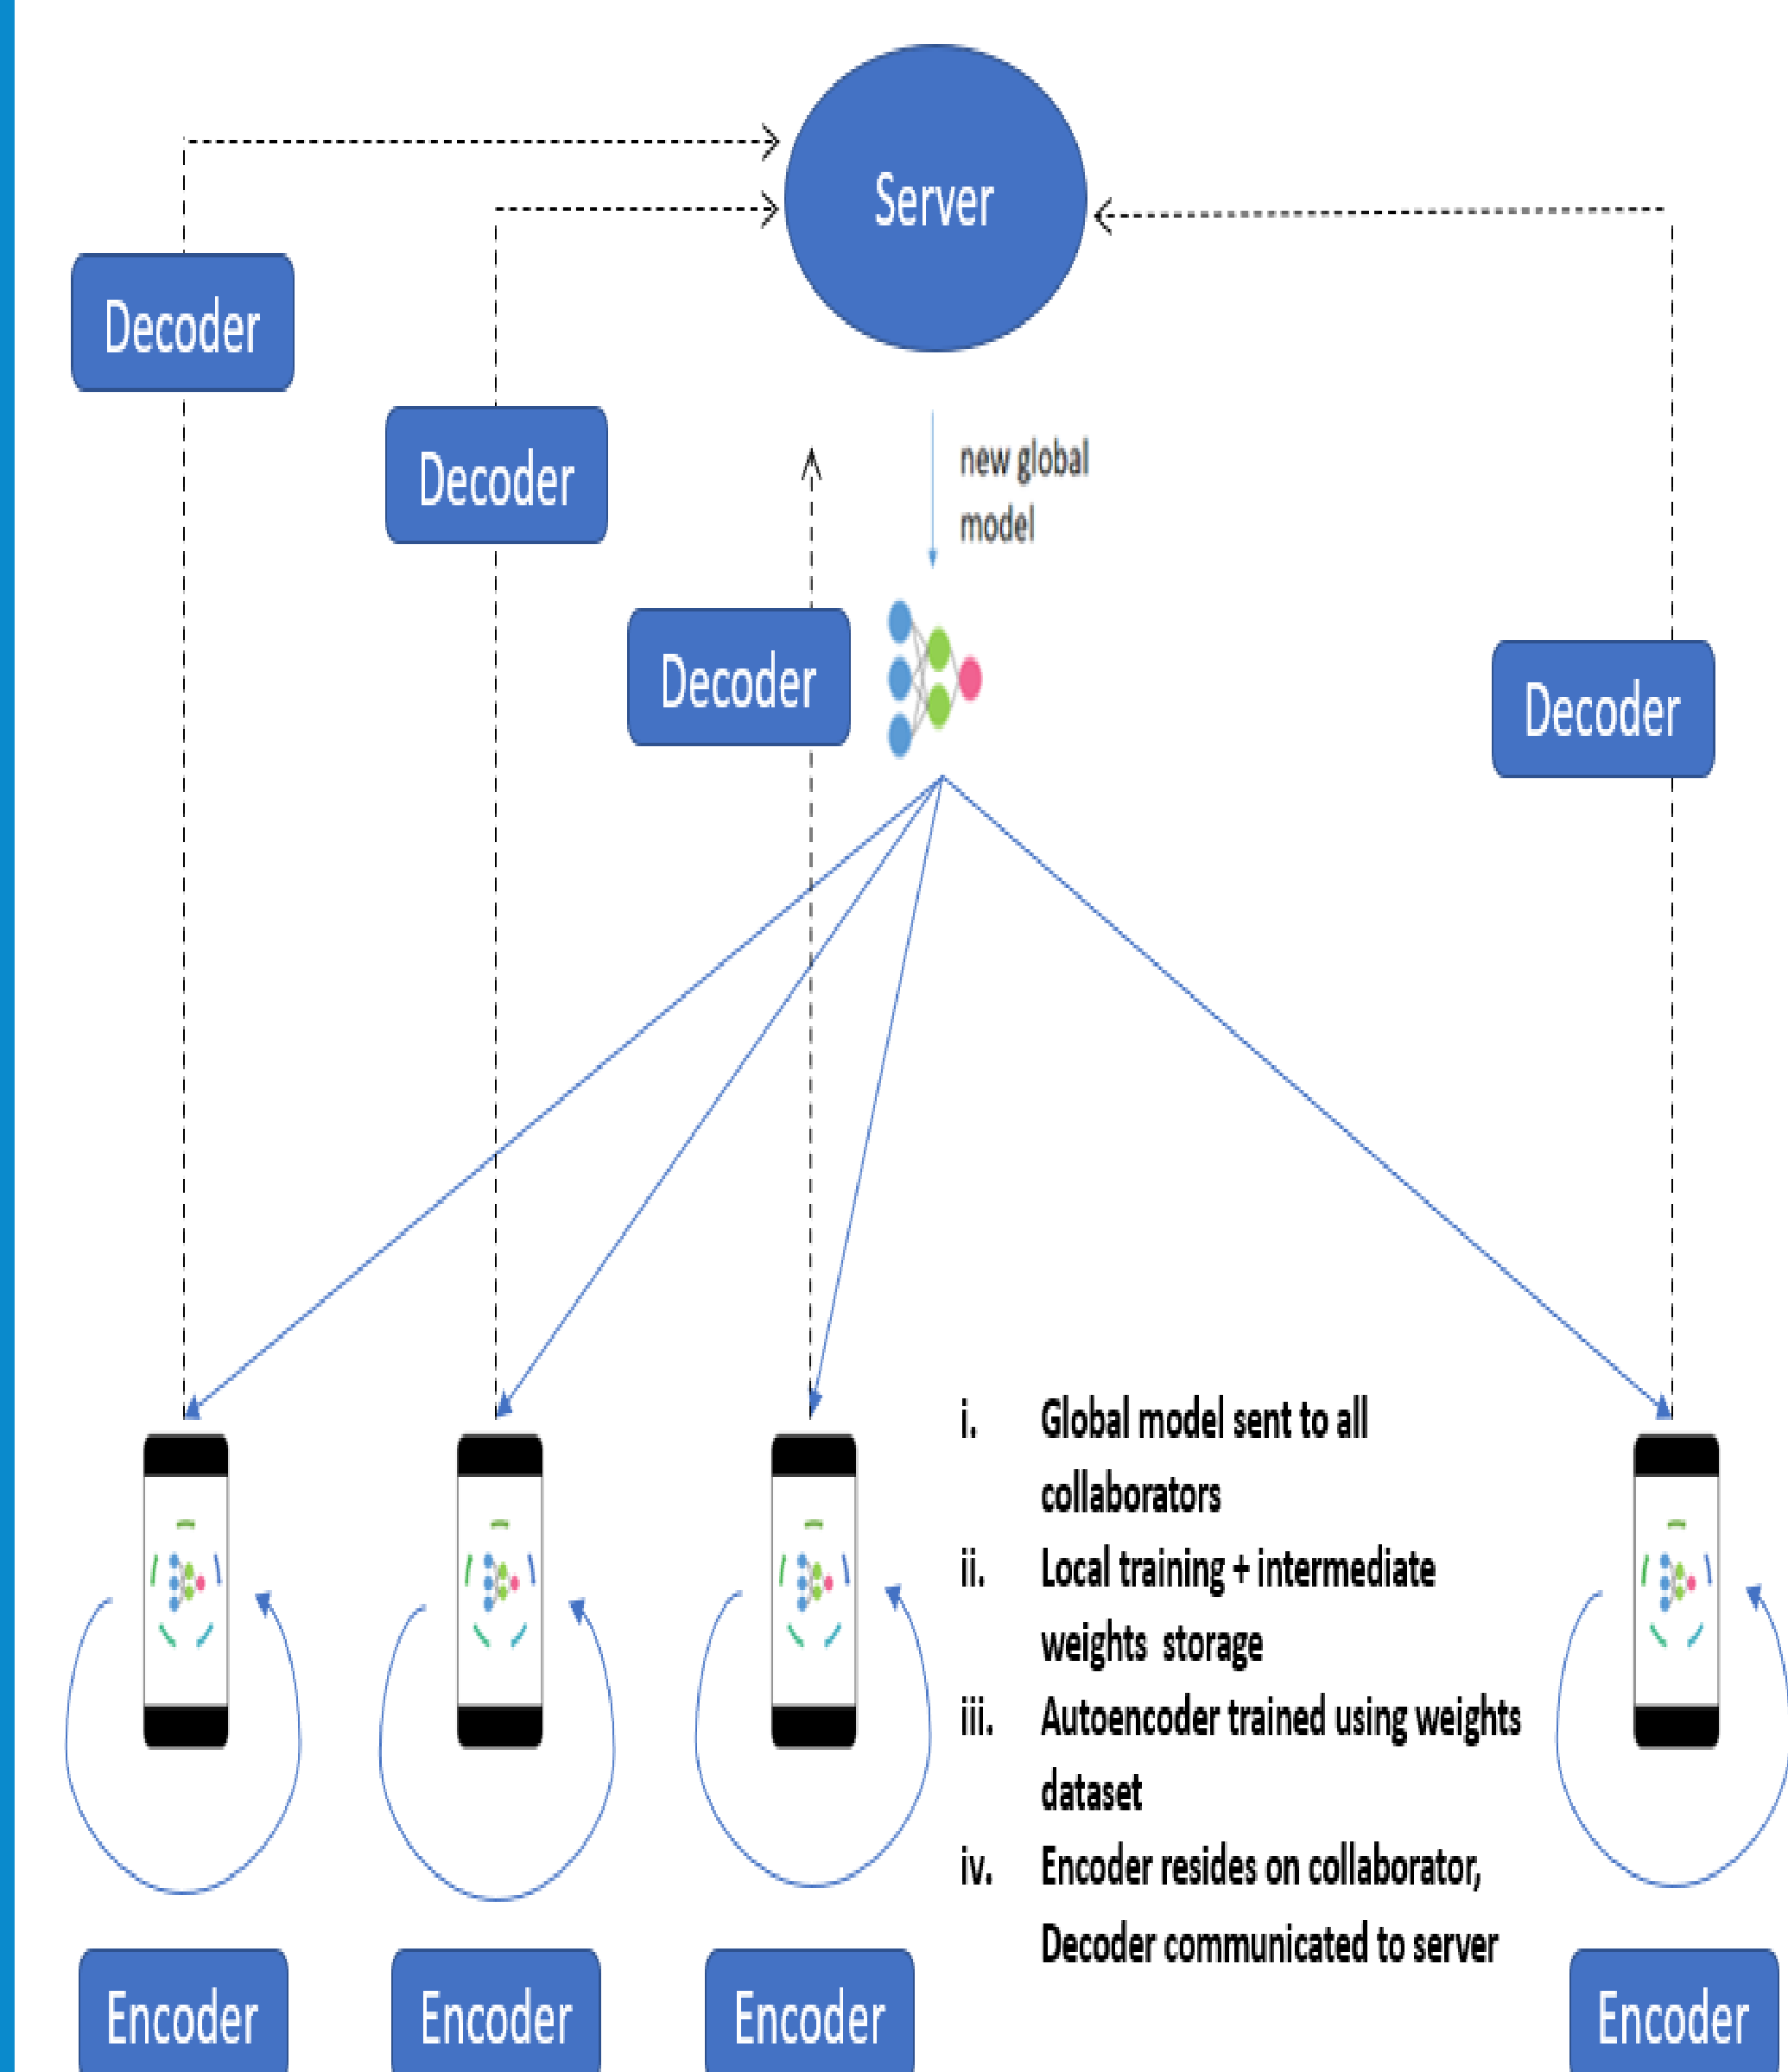 Server
Decoder
Decoder
new global
model
Decoder
Decoder
i. Global model sent to all
collaborators
ii. Local training + intermediate
weights storage
iii. Autoencoder trained using weights
dataset
iv. Encoder resides on collaborator,
Decoder communicated to server
Encoder
Encoder
Encoder
Encoder